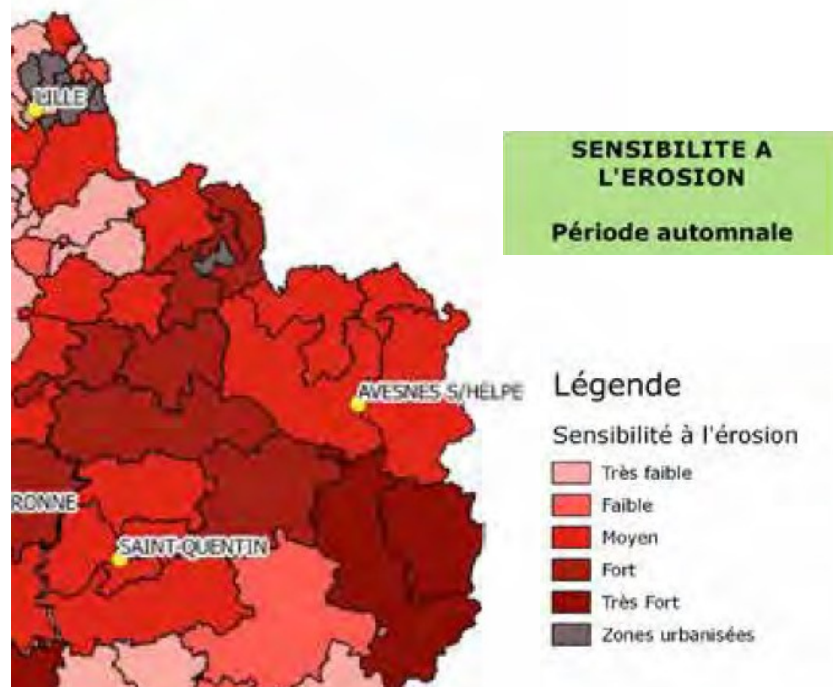 LILLE
SENSIBILITE A
L'EROSION
Période automnale
AVESNES S/HELPE
RONNE
SAINT-QUENTIN
Légende
Sensibilité à l'érosion
Très faible
Faible
Moyen
Fort
Très Fort
Zones urbanisées